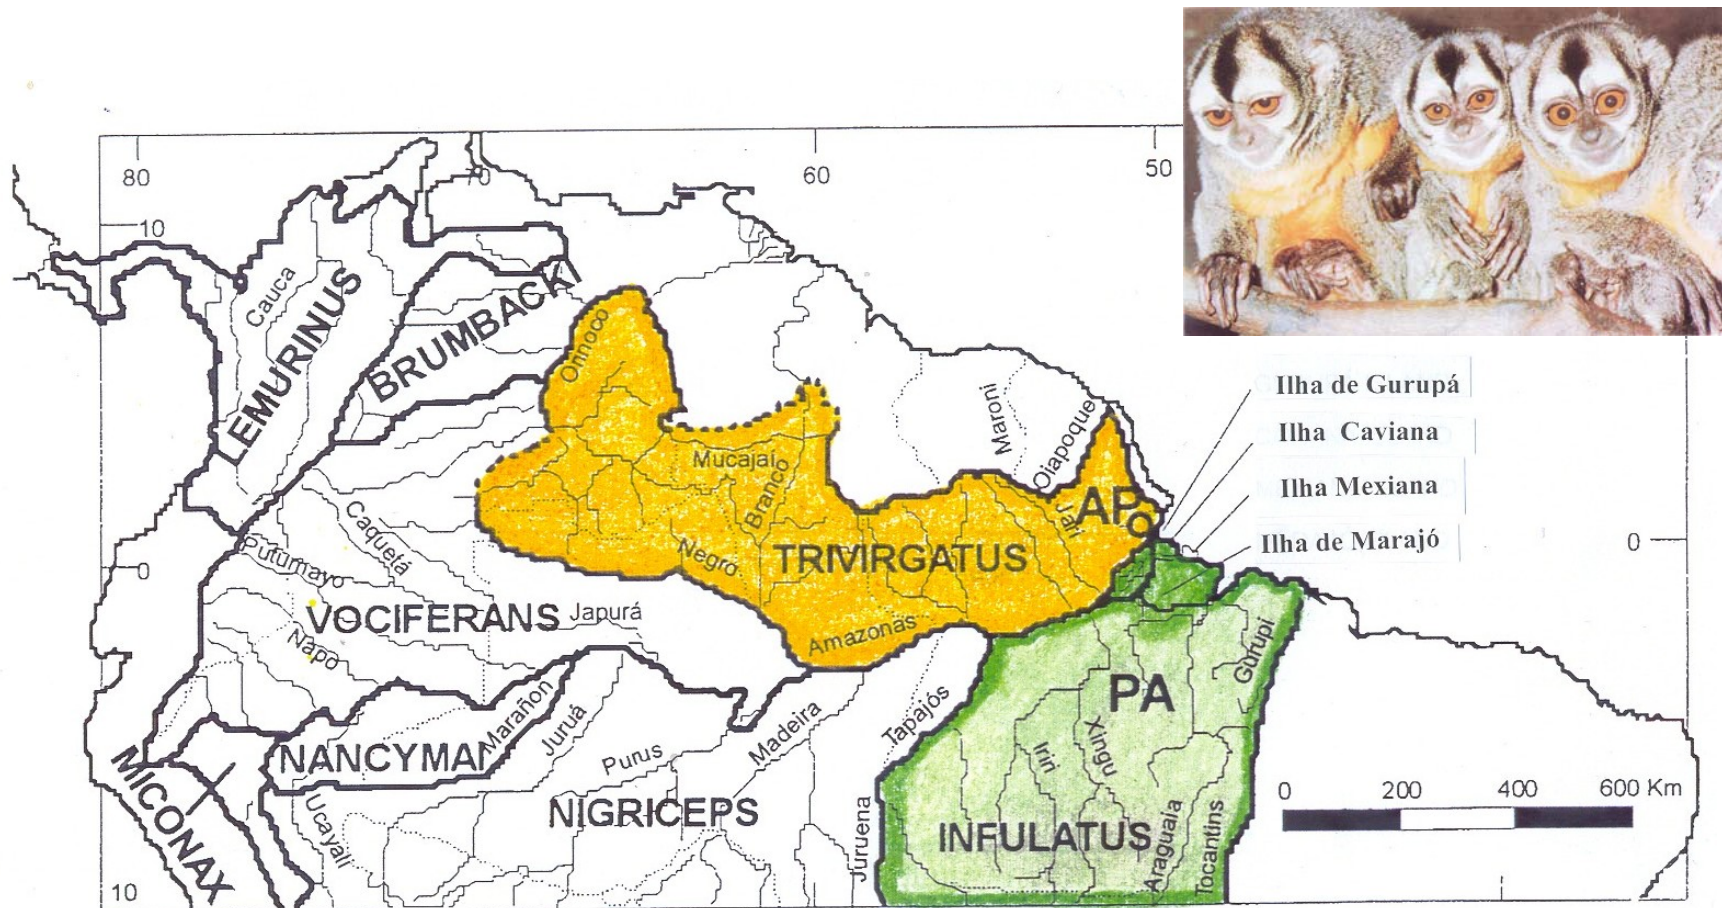 80
70
60
50
10
Cauca
LEMURINUS
BRUMBACKI
Orinoco
Maroni
Oiapoque
Ilha de Gurupá
Ilha Caviana
Ilha Mexiana
Ilha de Marajó
Mucajaí
Branco
Jari
AP
Caquetá
Putumayo
Negro
TRIVIRGATUS
0
0
VOCIFERANS
Japurá
Napo
Amazonas
Gurupi
PA
Marañon
NANCYMAI
Juruá
Purus
Madeira
Tapajós
Iriri
Xingu
MICONAX
NIGRICEPS
Ucayali
Juruena
INFULATUS
Araguaia
Tocantins
0 200 400 600 Km
10